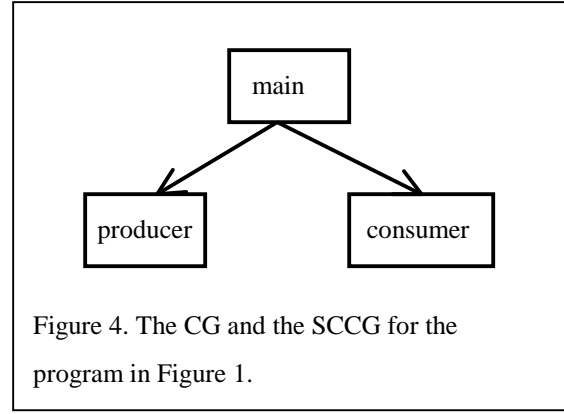 main
producer
consumer
Figure 4. The CG and the SCCG for the
program in Figure 1.